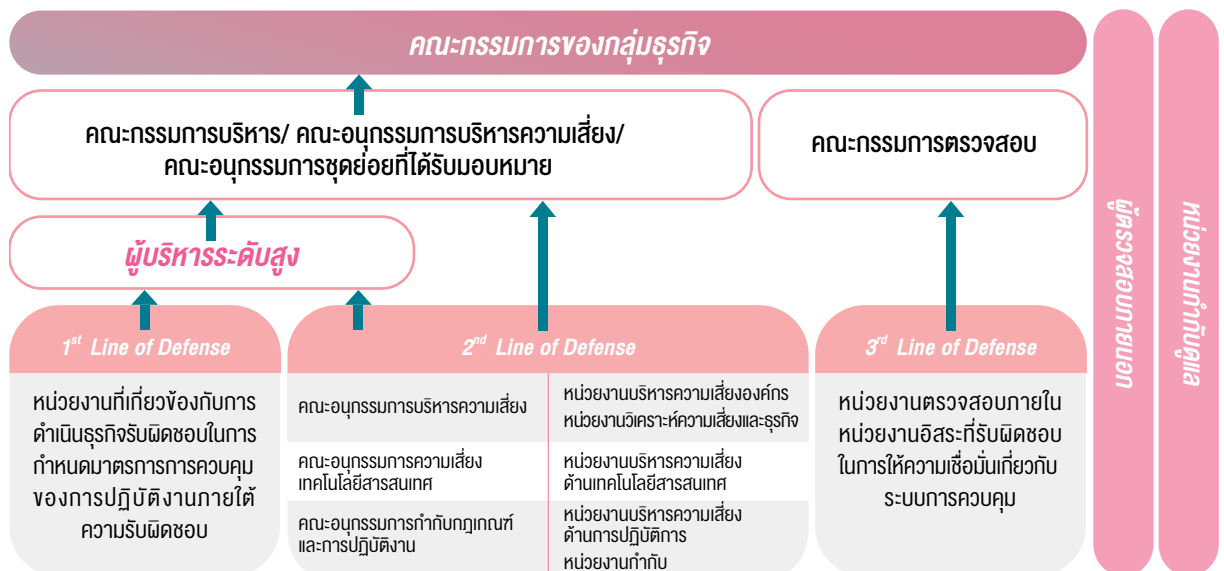 คณะกรรมการของกลุ่มธุรกิจ
คณะกรรมการบริหาร/ คณะอนุกรรมการบริหารความเสี่ยง/
คณะอนุกรรมการชุดย่อยที่ได้รับมอบหมาย
คณะกรรมการตรวจสอบ
ผู้บริหารระดับสูง
1st Line of Defense
หน่วยงานที่เกี่ยวข้องกับการ
ดำเนินธุรกิจรับผิดชอบในการ
กำหนดมาตรการการควบคุม
ของการปฏิบัติงานภายใต้
ความรับผิดชอบ
2nd Line of Defense
คณะอนุกรรมการบริหารความเสี่ยง
หน่วยงานบริหารความเสี่ยงองค์กร
หน่วยงานวิเคราะห์ความเสี่ยงและธุรกิจ
คณะอนุกรรมการความเสี่ยง
เทคโนโลยีสารสนเทศ
หน่วยงานบริหารความเสี่ยง
ด้านเทคโนโลยีสารสนเทศ
คณะอนุกรรมการกำกับกฎเกณฑ์
และการปฏิบัติงาน
หน่วยงานบริหารความเสี่ยง
ด้านการปฏิบัติการ
หน่วยงานกำกับ
3rd Line of Defense
หน่วยงานตรวจสอบภายใน
หน่วยงานอิสระที่รับผิดชอบ
ในการให้ความเชื่อมั่นเกี่ยวกับ
ระบบการควบคุม
ผู้ตรวจสอบภายนอก
หน่วยงานกำกับดูแล